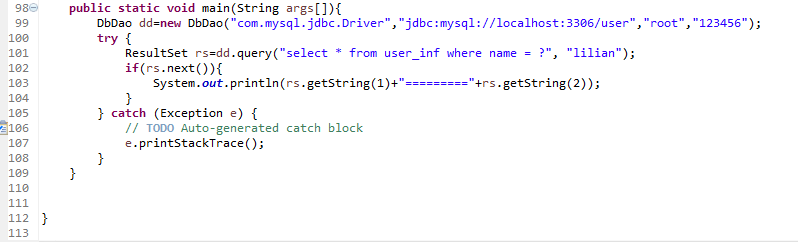 98 public static void main(String args[]){
99 DbDao dd=new DbDao("com.mysql.jdbc.Driver","jdbc:mysql://localhost:3306/user","root","123456");
100 try {
101 ResultSet rs=dd.query("select * from user_inf where name = ?", "lilian");
102 if(rs.next()){
103 System.out.println(rs.getString(1)+"========="+rs.getString(2));
104 }
105 } catch (Exception e) {
106 // TODO Auto-generated catch block
107 e.printStackTrace();
108 }
109 }
110
111
112 }
113